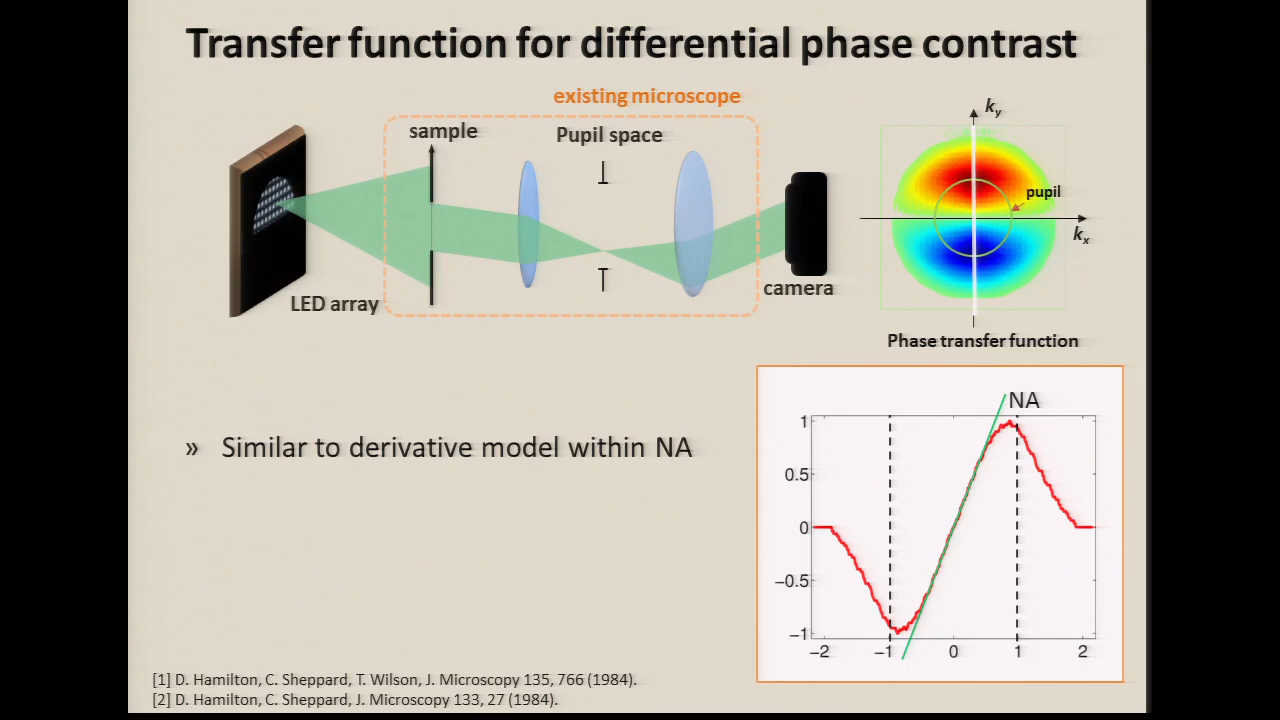 Transfer function for differential phase contrast
existing microscope
sample
Pupil space
LED array
camera
k_y
pupil
k_x
Phase transfer function
» Similar to derivative model within NA
NA
1
0.5
0
−0.5
−1
−2 −1 0 1 2
[1] D. Hamilton, C. Sheppard, T. Wilson, J. Microscopy 135, 766 (1984).
[2] D. Hamilton, C. Sheppard, J. Microscopy 133, 27 (1984).